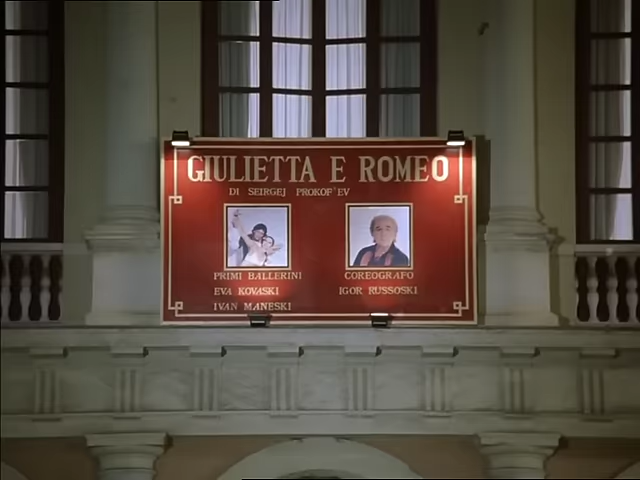 GIULIETTA E ROMEO
DI SEIRGEJ PROKOF'EV
PRIMI BALLERINI
EVA KOVASKI
IVAN MANESKI
COREOGRAFO
IGOR RUSSOSKI